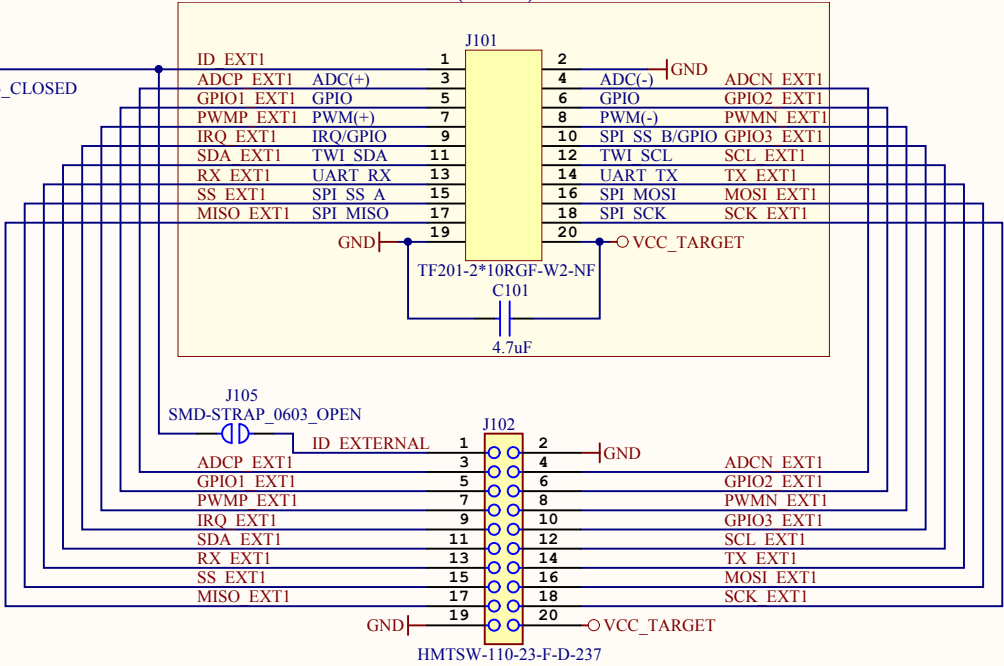 J101
ID_EXT1 1 2 GND
_CLOSED
ADCP_EXT1 ADC(+) 3 4 ADC(-) ADCN_EXT1
GPIO1_EXT1 GPIO 5 6 GPIO GPIO2_EXT1
PWMP_EXT1 PWM(+) 7 8 PWM(-) PWMN_EXT1
IRQ_EXT1 IRQ/GPIO 9 10 SPI_SS_B/GPIO GPIO3_EXT1
SDA_EXT1 TWI_SDA 11 12 TWI_SCL SCL_EXT1
RX_EXT1 UART_RX 13 14 UART_TX TX_EXT1
SS_EXT1 SPI_SS_A 15 16 SPI_MOSI MOSI_EXT1
MISO_EXT1 SPI_MISO 17 18 SPI_SCK SCK_EXT1
GND 19 20 VCC_TARGET
TF201-2*10RGF-W2-NF
C101
4.7uF
J105
SMD-STRAP_0603_OPEN
J102
ID_EXTERNAL 1 2 GND
ADCP_EXT1 3 4 ADCN_EXT1
GPIO1_EXT1 5 6 GPIO2_EXT1
PWMP_EXT1 7 8 PWMN_EXT1
IRQ_EXT1 9 10 GPIO3_EXT1
SDA_EXT1 11 12 SCL_EXT1
RX_EXT1 13 14 TX_EXT1
SS_EXT1 15 16 MOSI_EXT1
MISO_EXT1 17 18 SCK_EXT1
GND 19 20 VCC_TARGET
HMTSW-110-23-F-D-237